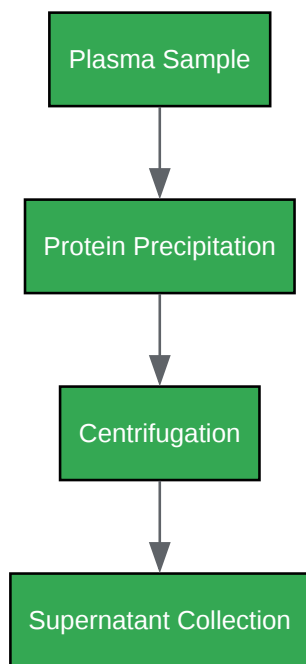 Plasma Sample
Protein Precipitation
Centrifugation
Supernatant Collection